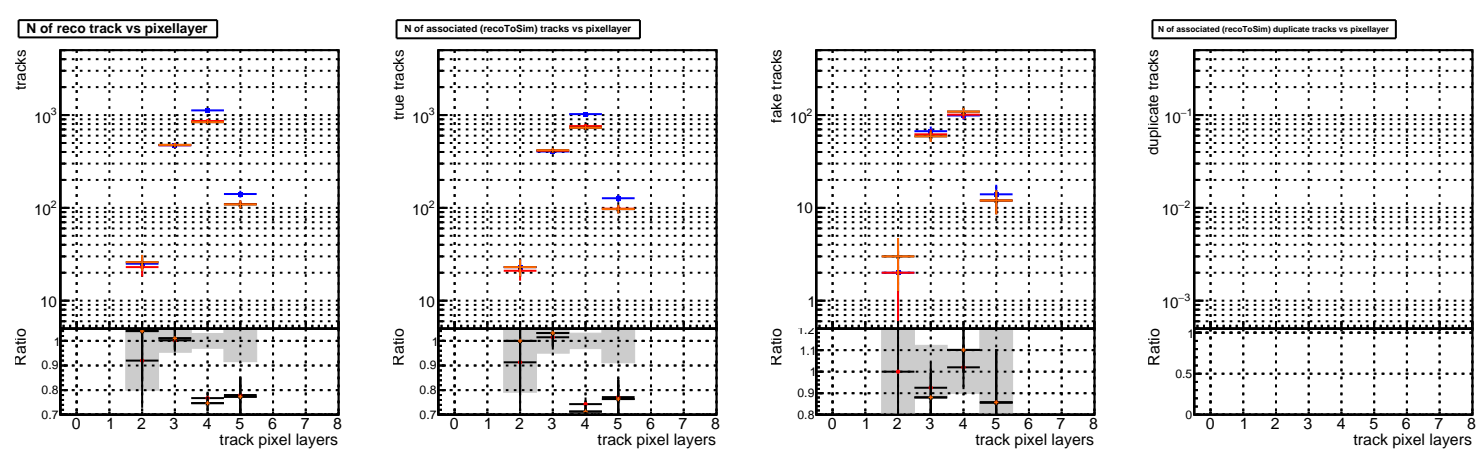 N of reco track vs pixellayer
tracks
10³
10²
10
Ratio
1
0.9
0.8
0.7
0 1 2 3 4 5 6 7 8
track pixel layers
N of associated (recoToSim) tracks vs pixellayer
true tracks
10³
10²
10
Ratio
1
0.9
0.8
0.7
0 1 2 3 4 5 6 7 8
track pixel layers
fake tracks
10²
10
1
Ratio
1.2
1.1
1
0.9
0.8
0 1 2 3 4 5 6 7 8
track pixel layers
N of associated (recoToSim) duplicate tracks vs pixellayer
duplicate tracks
10⁻¹
10⁻²
10⁻³
Ratio
1
0.5
0
0 1 2 3 4 5 6 7 8
track pixel layers